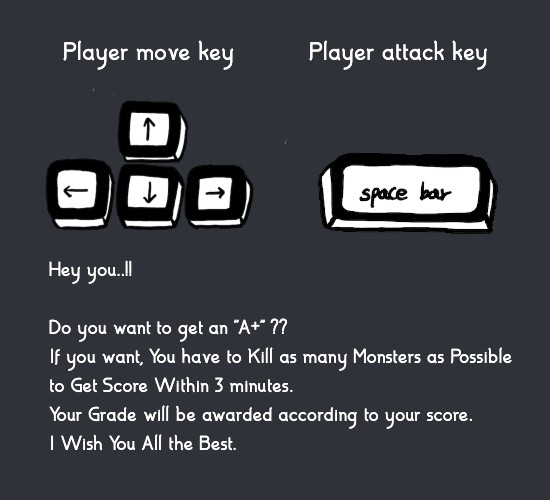 Player move key
Player attack key
↑
← ↓ →
space bar
Hey you..!!
Do you want to get an "A+" ??
If you want, You have to Kill as many Monsters as Possible
to Get Score Within 3 minutes.
Your Grade will be awarded according to your score.
I Wish You All the Best.